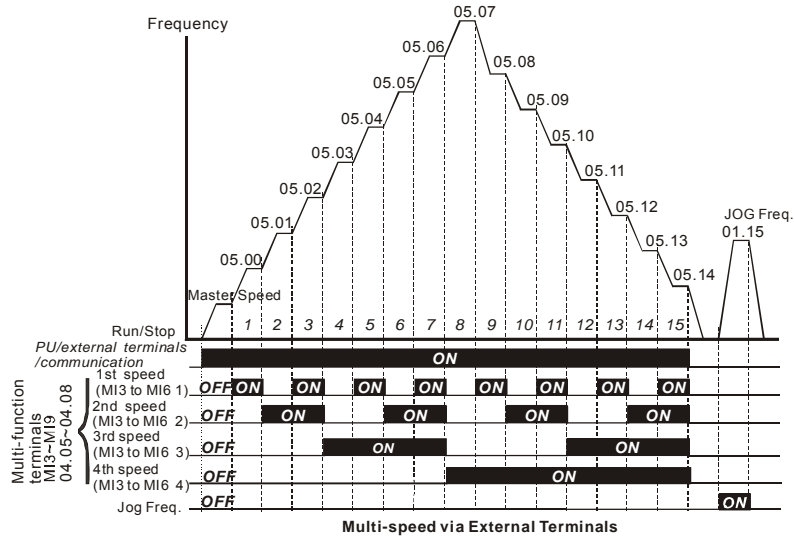 Frequency
05.07
05.06
05.08
05.05
05.09
05.04
05.10
05.03
05.11
05.02
05.12
JOG Freq.
01.15
05.01
05.13
05.00
05.14
Master Speed
Run/Stop
1 2 3 4 5 6 7 8 9 10 11 12 13 14 15
PU/external terminals
/communication
ON
Multi-function
terminals
MI3~MI9
04.05~04.08
1st speed
(MI3 to MI6 1)
OFF ON ON ON ON ON ON ON ON
2nd speed
(MI3 to MI6 2)
OFF ON ON ON ON
3rd speed
(MI3 to MI6 3)
OFF ON ON
4th speed
(MI3 to MI6 4)
OFF ON
Jog Freq.
OFF ON
Multi-speed via External Terminals